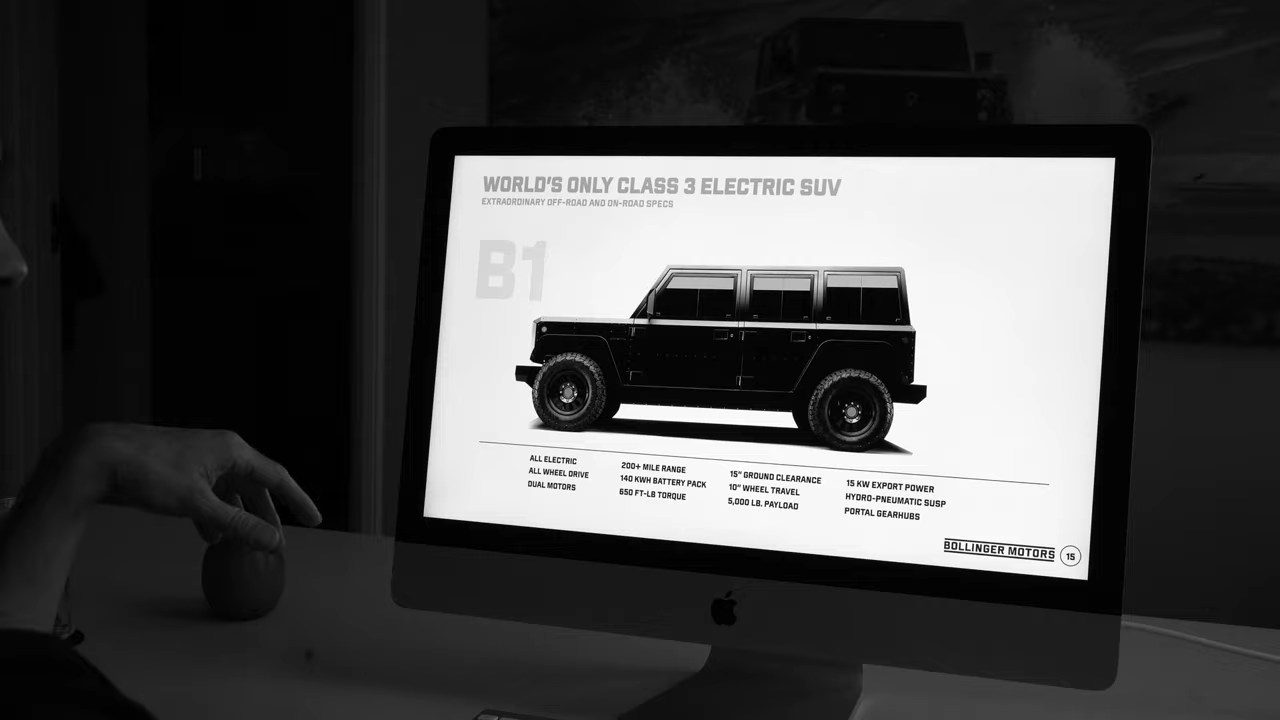 WORLD'S ONLY CLASS 3 ELECTRIC SUV
EXTRAORDINARY OFF-ROAD AND ON-ROAD SPECS
B1
ALL ELECTRIC
ALL WHEEL DRIVE
DUAL MOTORS
200+ MILE RANGE
140 KWH BATTERY PACK
650 FT-LB TORQUE
15" GROUND CLEARANCE
10" WHEEL TRAVEL
5,000 LB. PAYLOAD
15 KW EXPORT POWER
HYDRO-PNEUMATIC SUSP
PORTAL GEARHUBS
BOLLINGER MOTORS 15